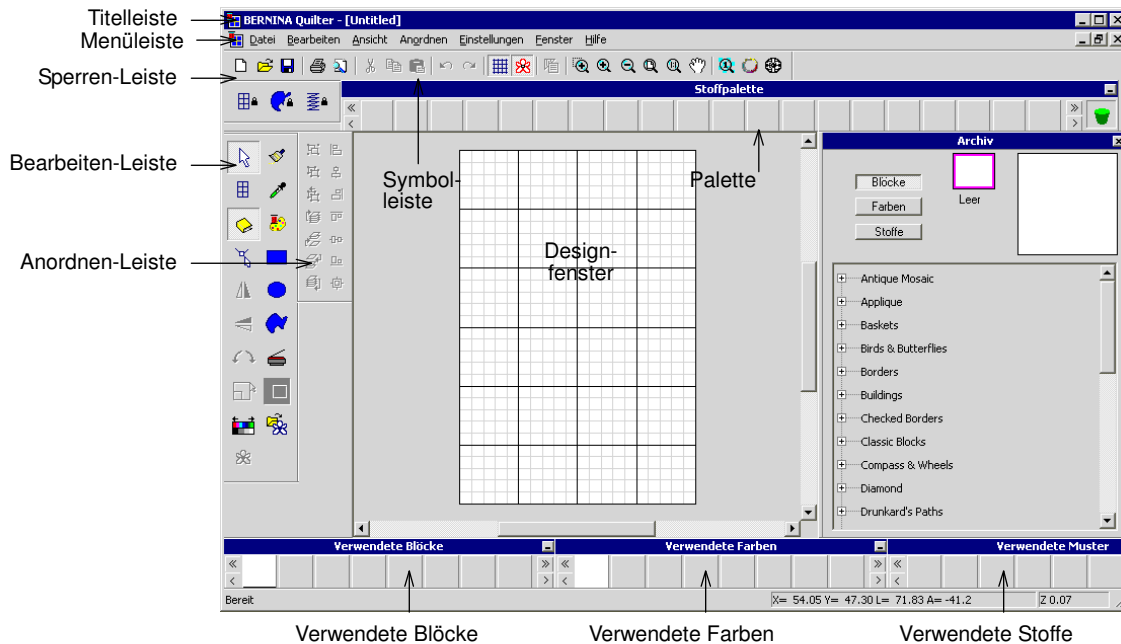 Titelleiste
BERNINA Quilter - [Untitled]
Menüleiste
Datei Bearbeiten Ansicht Anordnen Einstellungen Fenster Hilfe
Sperren-Leiste
Stoffpalette
Bearbeiten-Leiste
Symbol-
leiste
Palette
Archiv
Blöcke
Farben
Stoffe
Leer
Anordnen-Leiste
Design-
fenster
Antique Mosaic
Applique
Baskets
Birds & Butterflies
Borders
Buildings
Checked Borders
Classic Blocks
Compass & Wheels
Diamond
Drunkard's Paths
Verwendete Blöcke
Verwendete Farben
Verwendete Muster
Bereit
X= 54.05 Y= 47.30 L= 71.83 A= -41.2
Z 0.07
Verwendete Blöcke
Verwendete Farben
Verwendete Stoffe